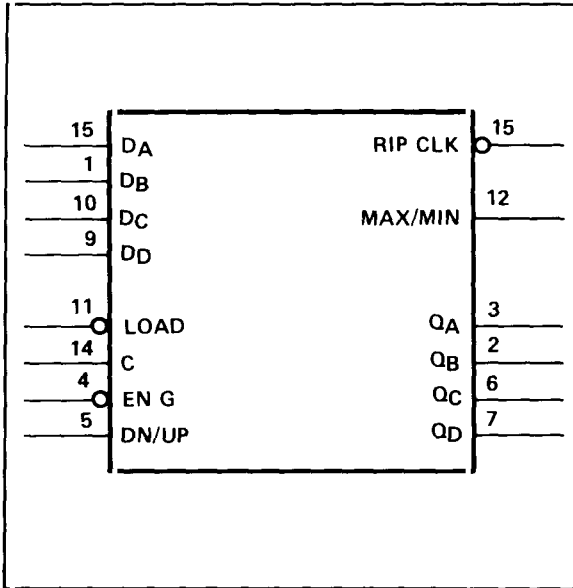 15 DA
1 DB
10 DC
9 DD
11 LOAD
14 C
4 EN G
5 DN/UP
RIP CLK 15
MAX/MIN 12
QA 3
QB 2
QC 6
QD 7